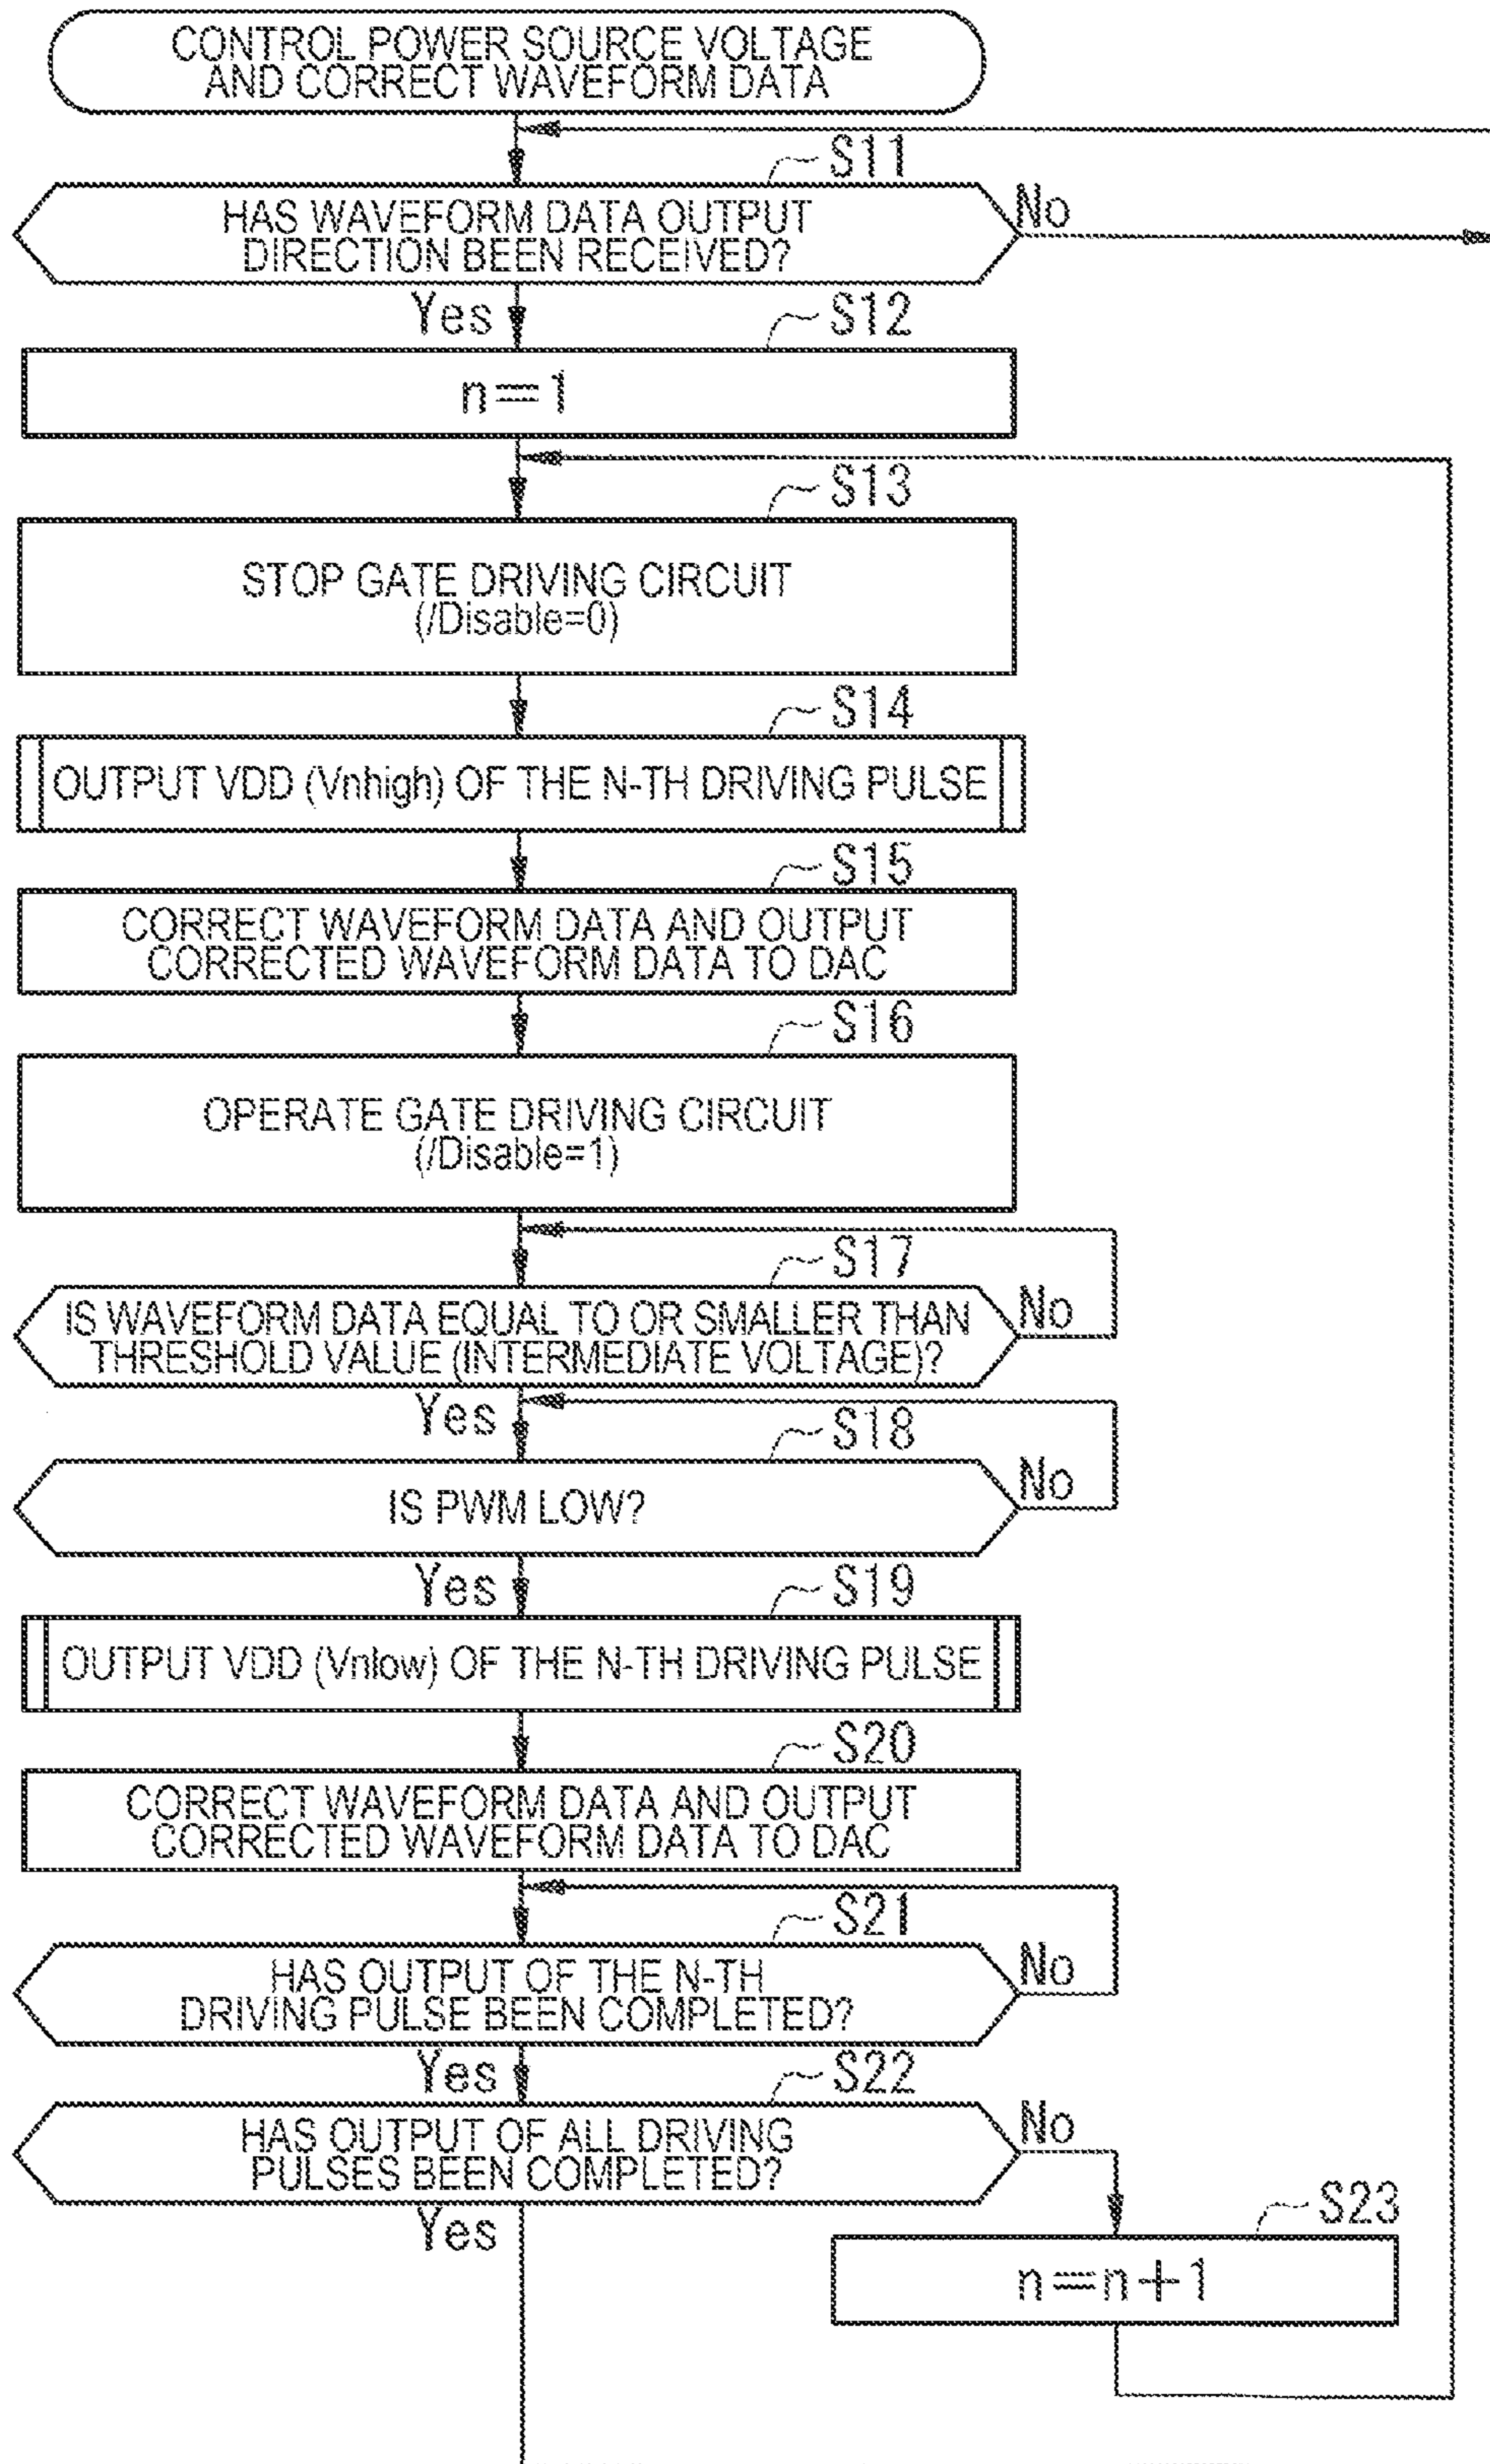 CONTROL POWER SOURCE VOLTAGE
AND CORRECT WAVEFORM DATA
S11
HAS WAVEFORM DATA OUTPUT
DIRECTION BEEN RECEIVED?
No
Yes
S12
n=1
S13
STOP GATE DRIVING CIRCUIT
(/Disable=0)
S14
OUTPUT VDD (Vnhigh) OF THE N-TH DRIVING PULSE
S15
CORRECT WAVEFORM DATA AND OUTPUT
CORRECTED WAVEFORM DATA TO DAC
S16
OPERATE GATE DRIVING CIRCUIT
(/Disable=1)
S17
IS WAVEFORM DATA EQUAL TO OR SMALLER THAN
THRESHOLD VALUE (INTERMEDIATE VOLTAGE)?
No
Yes
S18
IS PWM LOW?
No
Yes
S19
OUTPUT VDD (Vnlow) OF THE N-TH DRIVING PULSE
S20
CORRECT WAVEFORM DATA AND OUTPUT
CORRECTED WAVEFORM DATA TO DAC
S21
HAS OUTPUT OF THE N-TH
DRIVING PULSE BEEN COMPLETED?
No
Yes
S22
HAS OUTPUT OF ALL DRIVING
PULSES BEEN COMPLETED?
No
Yes
S23
n=n+1